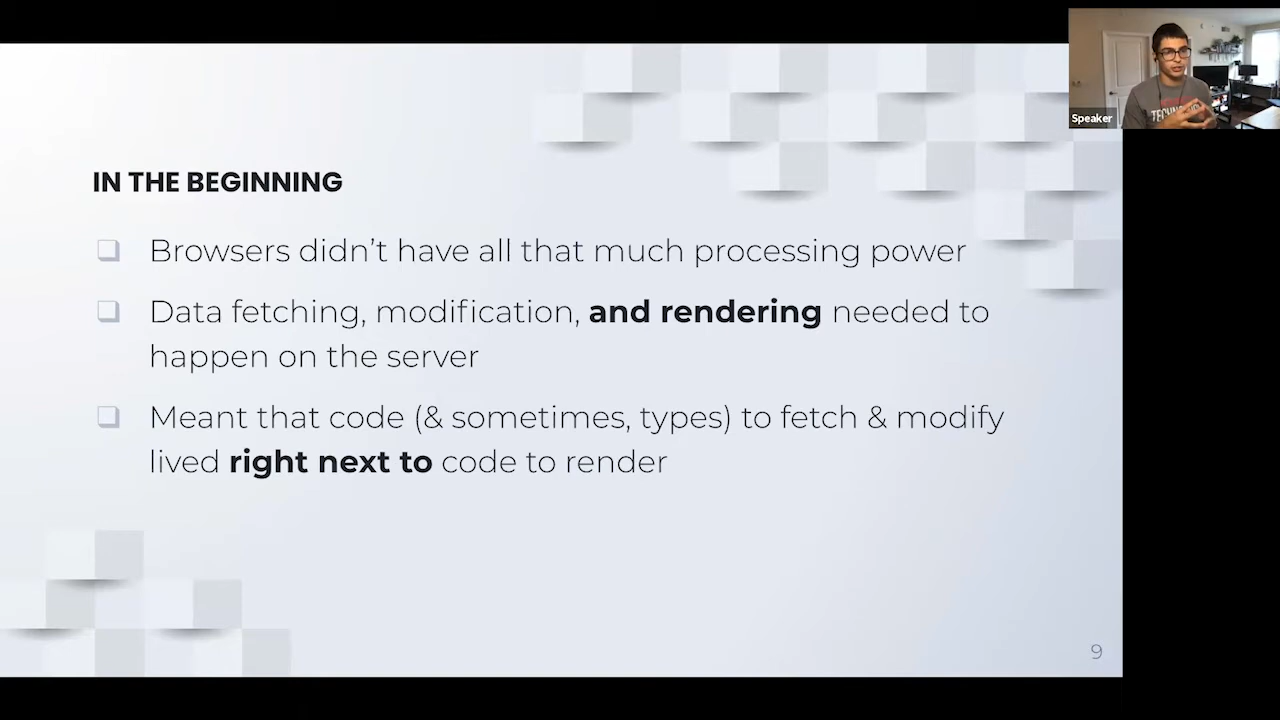 IN THE BEGINNING
Browsers didn’t have all that much processing power
Data fetching, modification, and rendering needed to
happen on the server
Meant that code (& sometimes, types) to fetch & modify
lived right next to code to render
9
Speaker